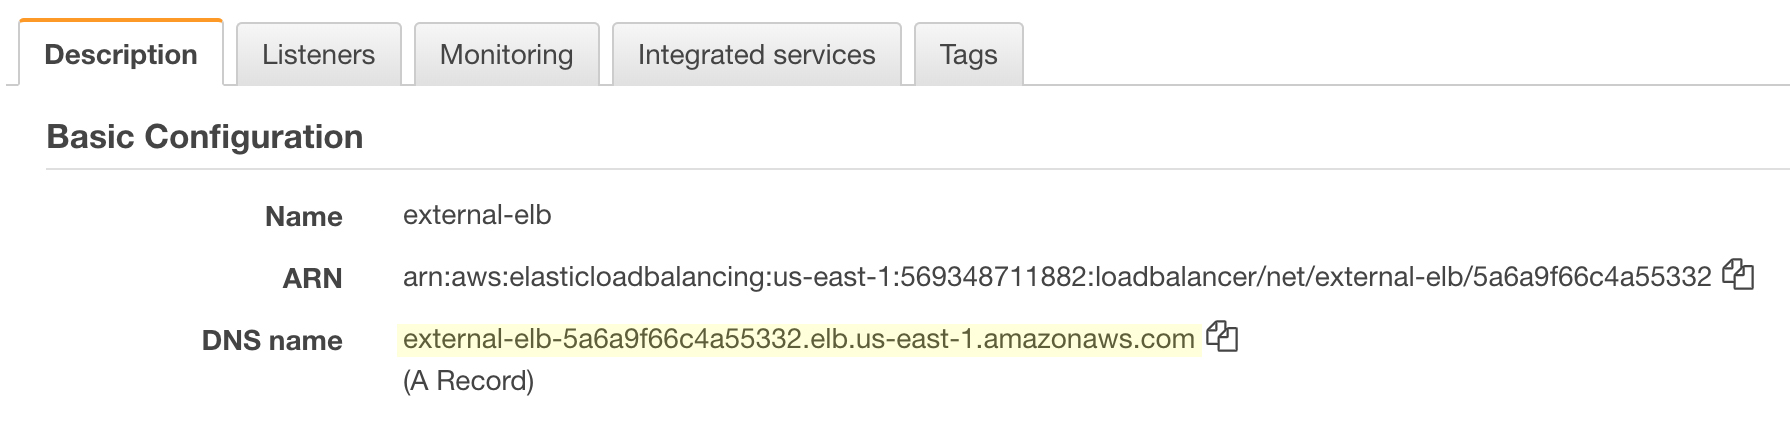 Description Listeners Monitoring Integrated services Tags
Basic Configuration
Name external-elb
ARN arn:aws:elasticloadbalancing:us-east-1:569348711882:loadbalancer/net/external-elb/5a6a9f66c4a55332
DNS name external-elb-5a6a9f66c4a55332.elb.us-east-1.amazonaws.com
(A Record)